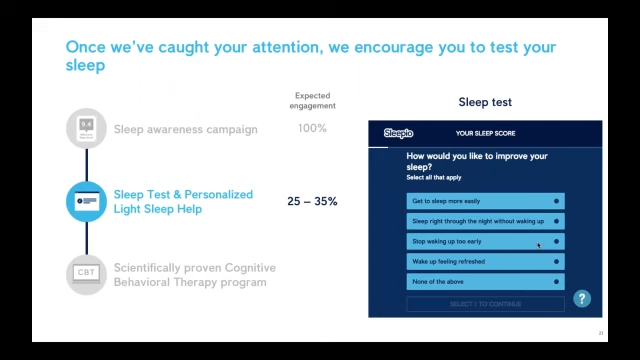 Once we've caught your attention, we encourage you to test your
sleep
Expected
engagement
Sleep awareness campaign
100%
Sleep Test & Personalized
Light Sleep Help
25 – 35%
CBT
Scientifically proven Cognitive
Behavioral Therapy program
Sleep test
Sleepio
YOUR SLEEP SCORE
How would you like to improve your
sleep?
Select all that apply
Get to sleep more easily
Sleep right through the night without waking up
Stop waking up too early
Wake up feeling refreshed
None of the above
SELECT 1 TO CONTINUE
?